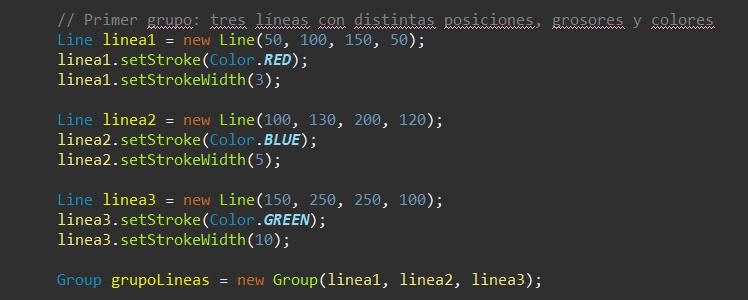 // Primer grupo: tres líneas con distintas posiciones, grosores y colores
Line linea1 = new Line(50, 100, 150, 50);
linea1.setStroke(Color.RED);
linea1.setStrokeWidth(3);
Line linea2 = new Line(100, 130, 200, 120);
linea2.setStroke(Color.BLUE);
linea2.setStrokeWidth(5);
Line linea3 = new Line(150, 250, 250, 100);
linea3.setStroke(Color.GREEN);
linea3.setStrokeWidth(10);
Group grupoLineas = new Group(linea1, linea2, linea3);